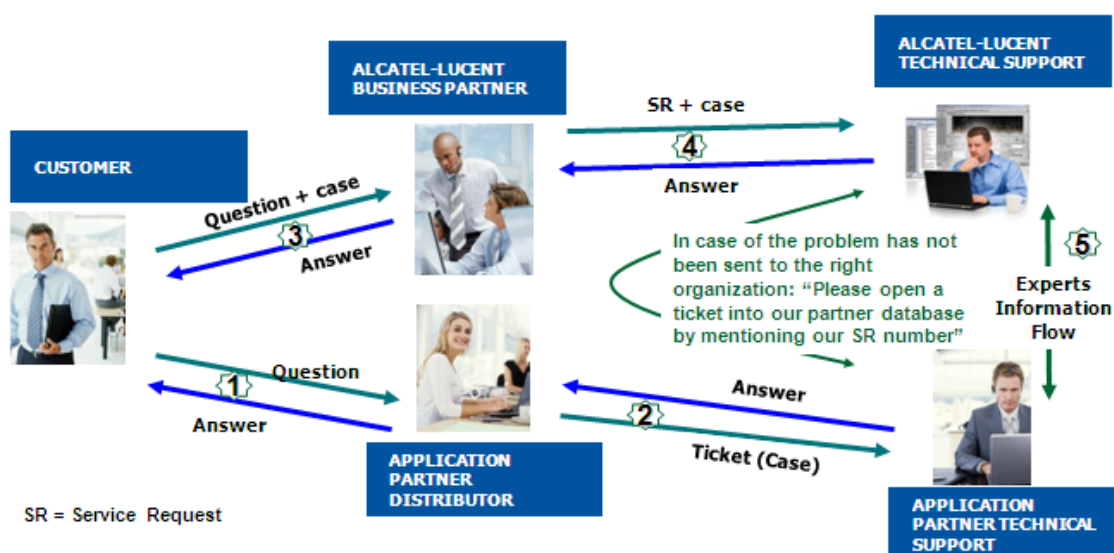 ALCATEL-LUCENT
BUSINESS PARTNER
ALCATEL-LUCENT
TECHNICAL SUPPORT
CUSTOMER
SR + case
4
Answer
Question + case
3
Answer
In case of the problem has not
been sent to the right
organization: “Please open a
ticket into our partner database
by mentioning our SR number”
5
Experts
Information
Flow
Question
1
Answer
Answer
2
Ticket (Case)
APPLICATION
PARTNER
DISTRIBUTOR
APPLICATION
PARTNER TECHNICAL
SUPPORT
SR = Service Request